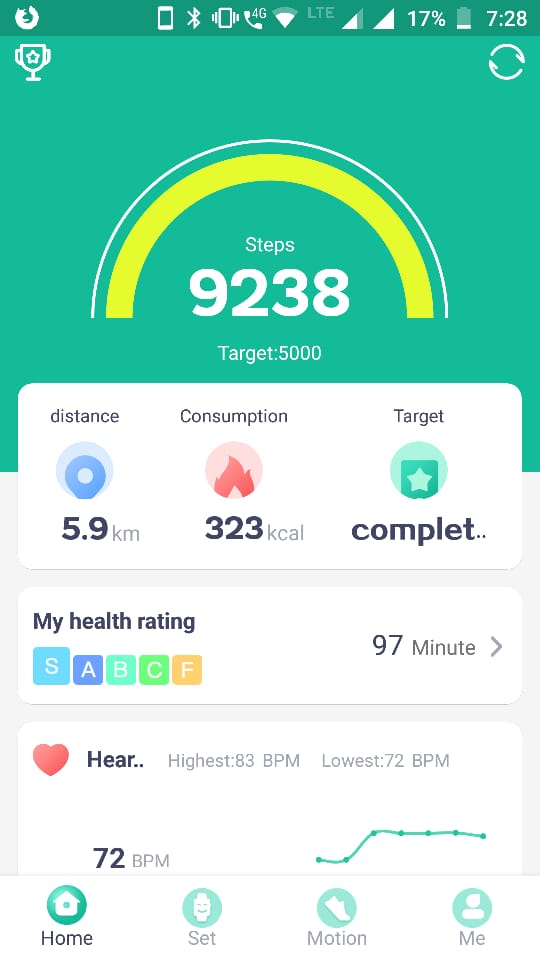 4G LTE 17% 7:28
Steps
9238
Target:5000
distance Consumption Target
5.9 km 323 kcal complet..
My health rating
S A B C F
97 Minute
Hear.. Highest:83 BPM Lowest:72 BPM
72 BPM
Home Set Motion Me